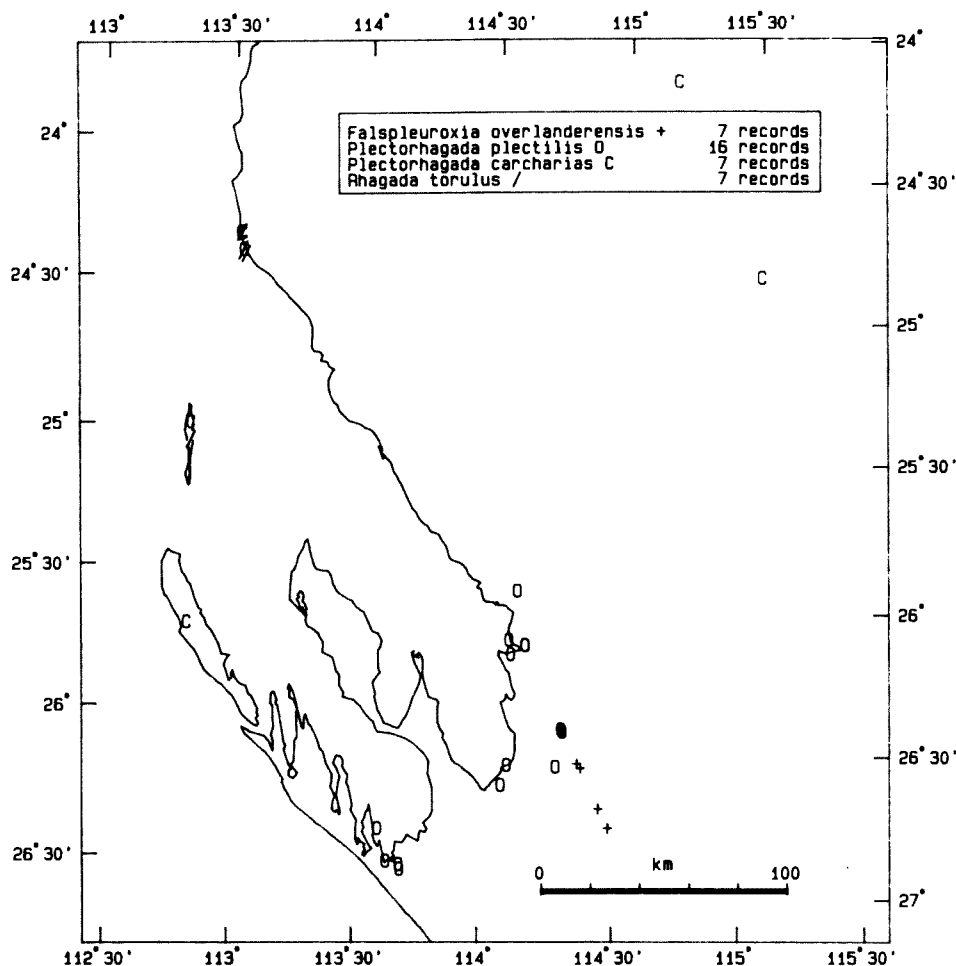 113° 113°30' 114° 114°30' 115° 115°30'
24°
C
24°
Falspleuroxia overlanderensis + 7 records
Plectorhagada plectilis O 16 records
Plectorhagada carcharias C 7 records
Rhagada torulus / 7 records
24°30'
24°30'
C
25°
25°
25°30'
25°30'
O
26°
C
O O
O
26°
26°30'
O O +
O +
+
O +
26°30'
O O
O
0 km 100
27°
112°30' 113° 113°30' 114° 114°30' 115° 115°30'